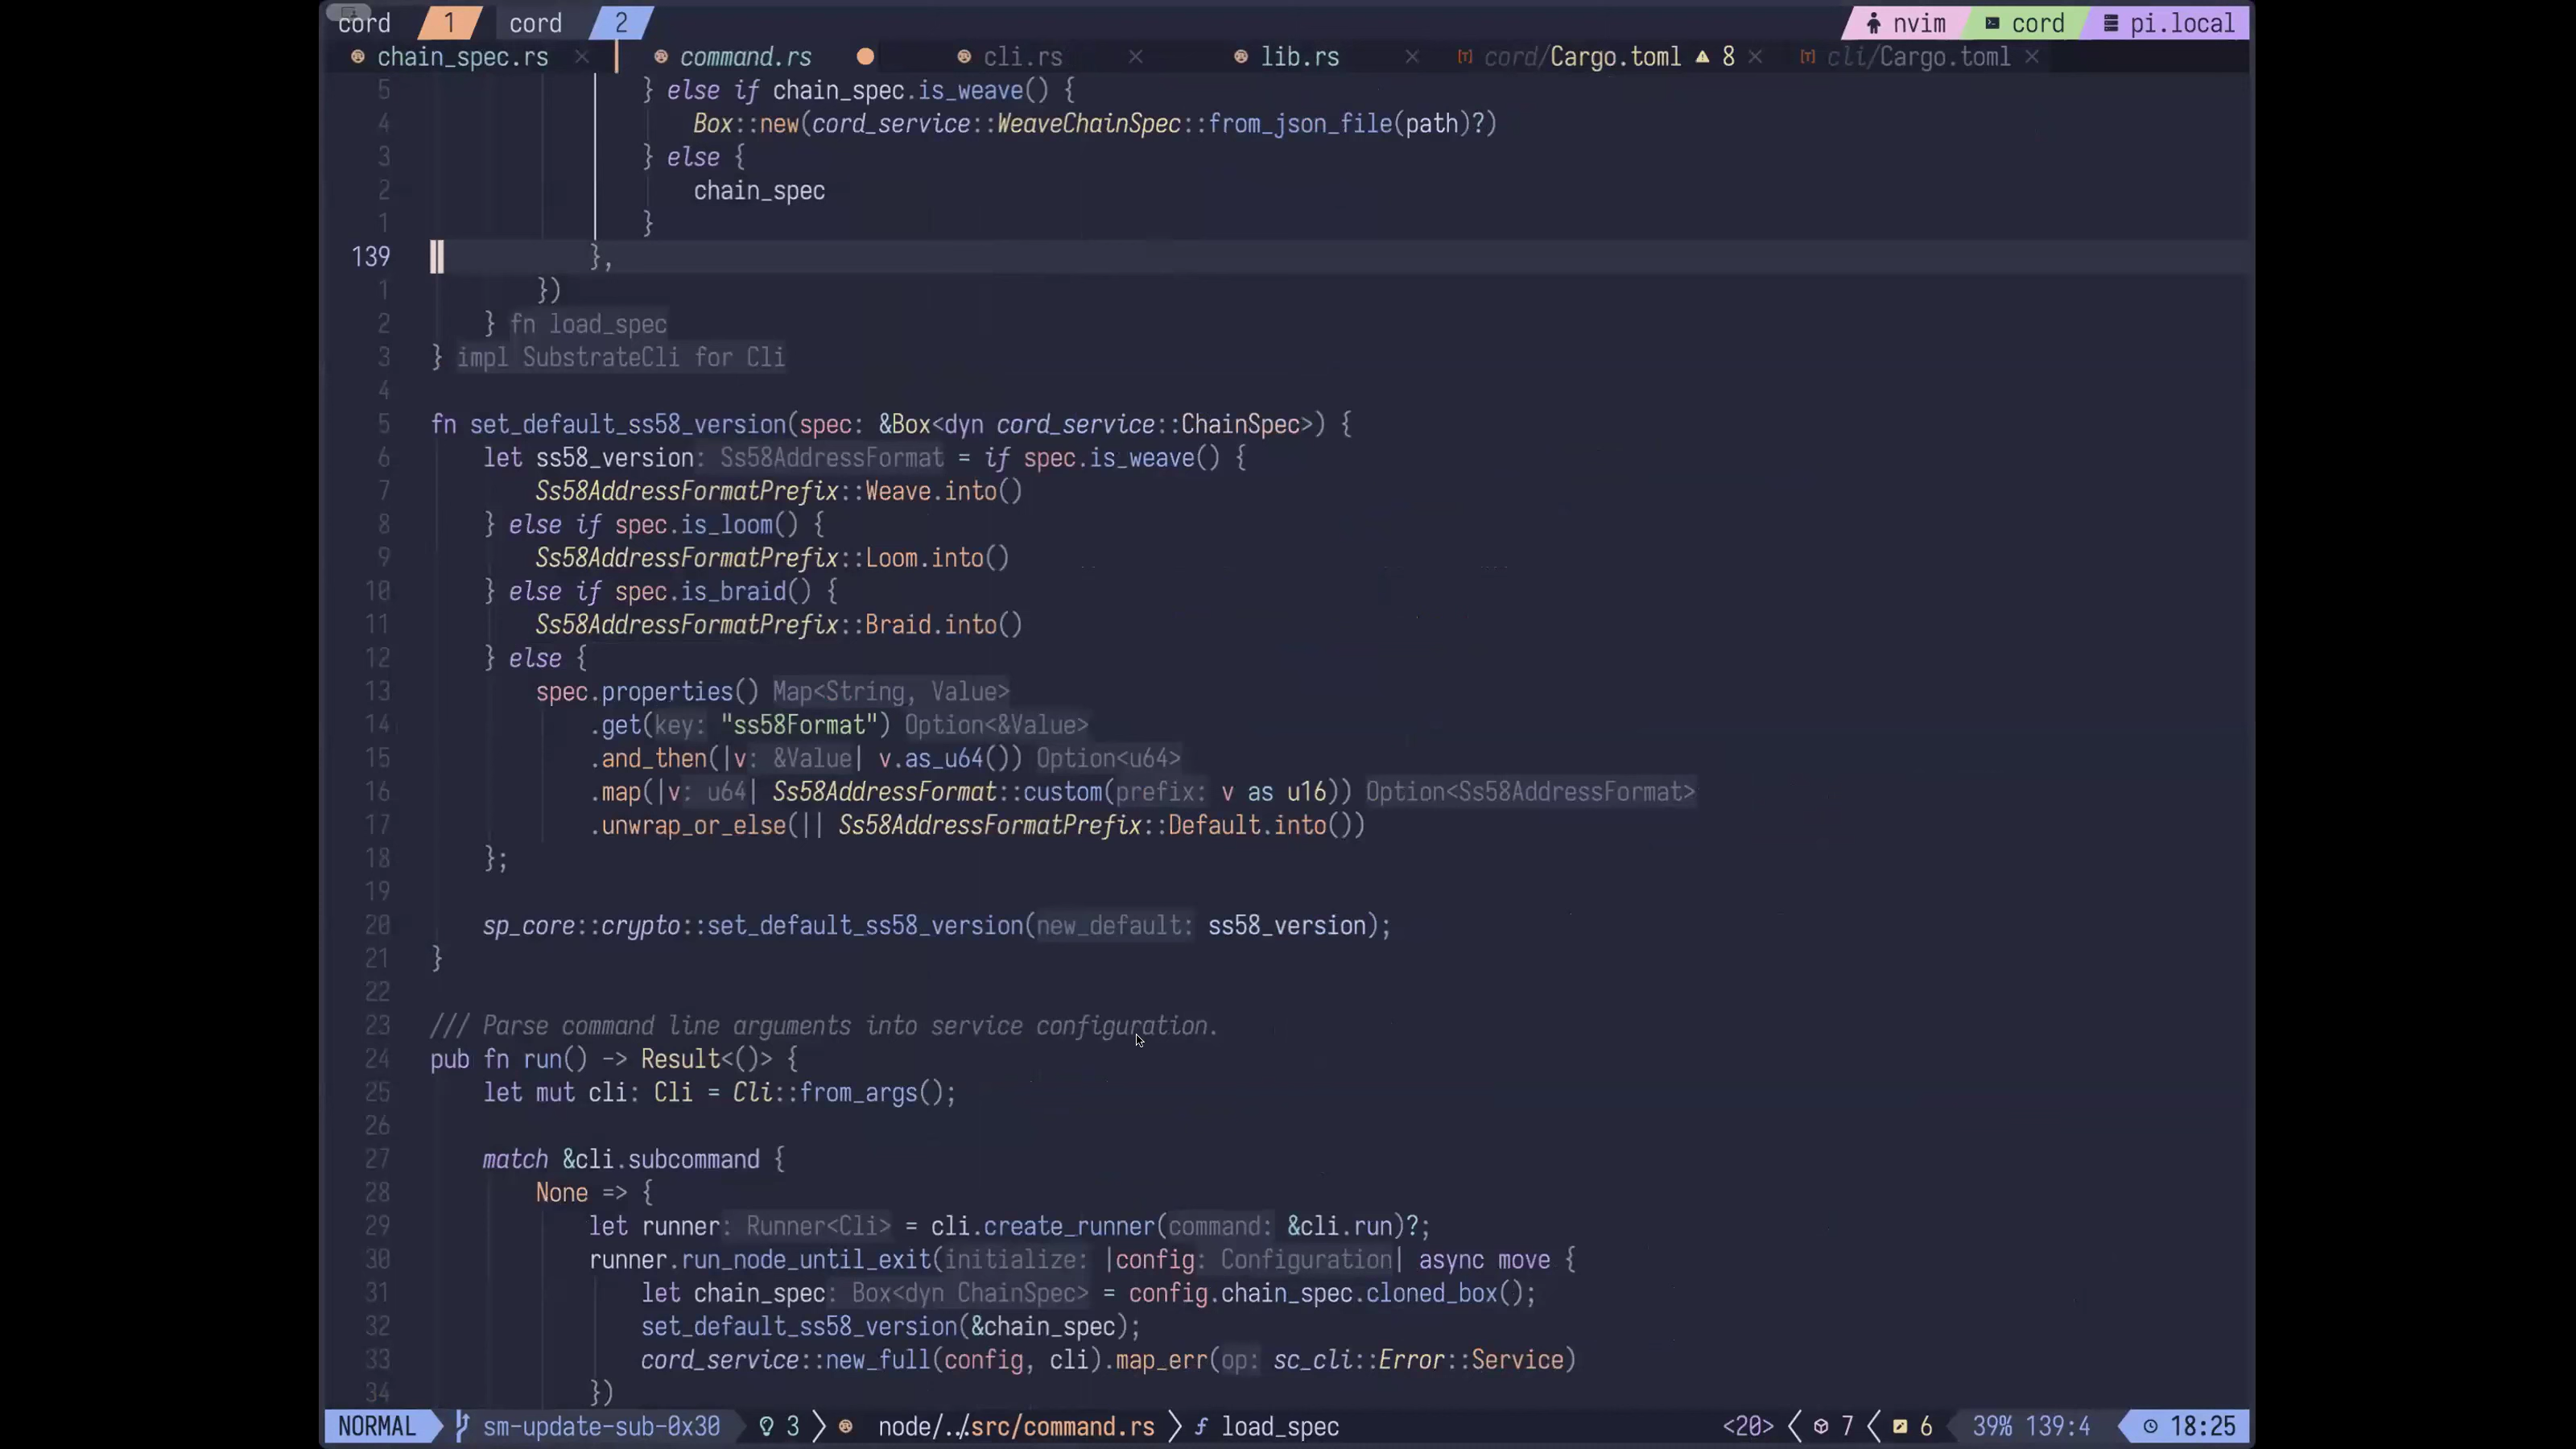 cord 1 cord 2 nvim cord pi.local
chain_spec.rs × command.rs cli.rs × lib.rs × cord/Cargo.toml 8 × cli/Cargo.toml ×
5 } else if chain_spec.is_weave() {
4 Box::new(cord_service::WeaveChainSpec::from_json_file(path)?)
3 } else {
2 chain_spec
1 }
139 },
1 })
2 } fn load_spec
3 } impl SubstrateCli for Cli
4
5 fn set_default_ss58_version(spec: &Box<dyn cord_service::ChainSpec>) {
6 let ss58_version: Ss58AddressFormat = if spec.is_weave() {
7 Ss58AddressFormatPrefix::Weave.into()
8 } else if spec.is_loom() {
9 Ss58AddressFormatPrefix::Loom.into()
10 } else if spec.is_braid() {
11 Ss58AddressFormatPrefix::Braid.into()
12 } else {
13 spec.properties() Map<String, Value>
14 .get(key: "ss58Format") Option<&Value>
15 .and_then(|v: &Value| v.as_u64()) Option<u64>
16 .map(|v: u64| Ss58AddressFormat::custom(prefix: v as u16)) Option<Ss58AddressFormat>
17 .unwrap_or_else(|| Ss58AddressFormatPrefix::Default.into())
18 };
19
20 sp_core::crypto::set_default_ss58_version(new_default: ss58_version);
21 }
22
23 /// Parse command line arguments into service configuration.
24 pub fn run() -> Result<()> {
25 let mut cli: Cli = Cli::from_args();
26
27 match &cli.subcommand {
28 None => {
29 let runner: Runner<Cli> = cli.create_runner(command: &cli.run)?;
30 runner.run_node_until_exit(initialize: |config: Configuration| async move {
31 let chain_spec: Box<dyn ChainSpec> = config.chain_spec.cloned_box();
32 set_default_ss58_version(&chain_spec);
33 cord_service::new_full(config, cli).map_err(op: sc_cli::Error::Service)
34 })
NORMAL sm-update-sub-0x30 3 node/../src/command.rs load_spec <20> 7 6 39% 139:4 18:25